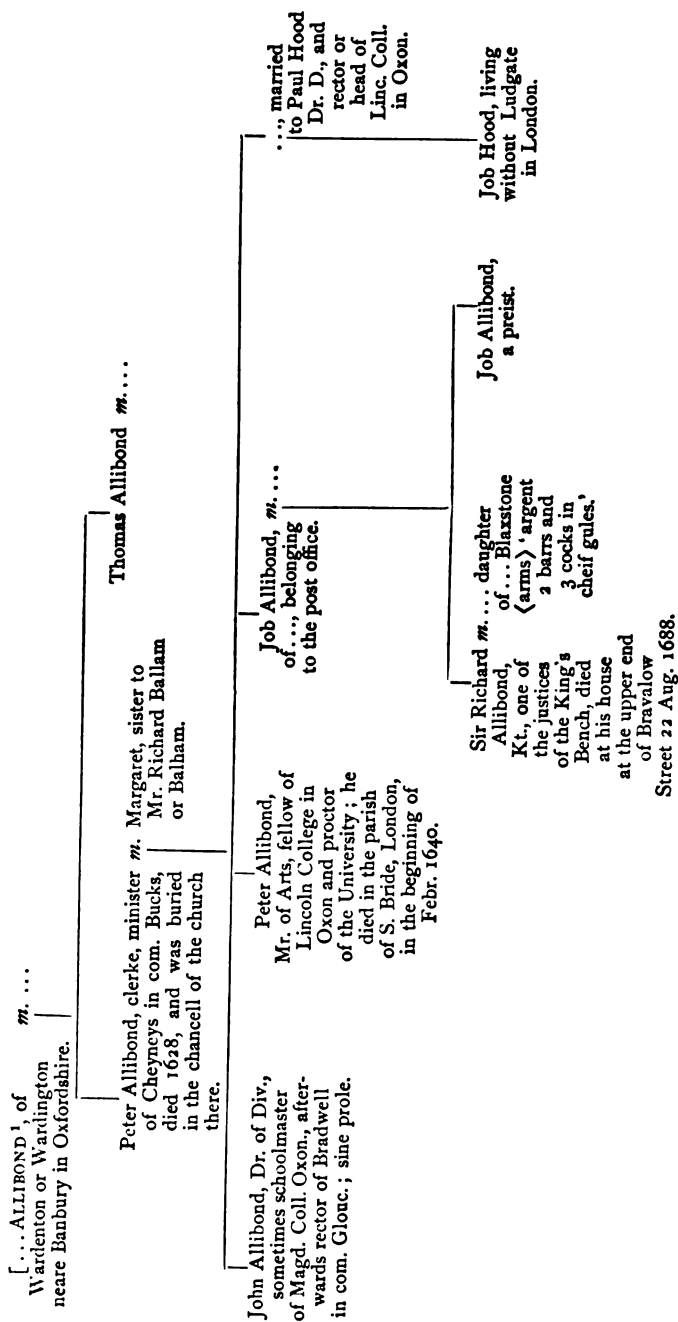 [... ALLIBOND ¹, of
Wardenton or Wardington
neare Banbury in Oxfordshire.
m. ...
Peter Allibond, clerke, minister
of Cheyneys in com. Bucks,
died 1628, and was buried
in the chancell of the church
there.
m. Margaret, sister to
Mr. Richard Ballam
or Balham.
Thomas Allibond m. ...
John Allibond, Dr. of Div.,
sometimes schoolmaster
of Magd. Coll. Oxon., after-
wards rector of Bradwell
in com. Glouc.; sine prole.
Peter Allibond,
Mr. of Arts, fellow of
Lincoln College in
Oxon and proctor
of the University; he
died in the parish
of S. Bride, London,
in the beginning of
Febr. 1640.
Job Allibond, m. ...
of..., belonging
to the post office.
..., married
to Paul Hood
Dr. D., and
rector or
head of
Linc. Coll.
in Oxon.
Sir Richard
Allibond,
Kt., one of
the justices
of the King's
Bench, died
at his house
at the upper end
of Bravalow
Street 22 Aug. 1688.
m. ... daughter
of... Blaxstone
⟨arms⟩ 'argent
2 barrs and
3 cocks in
cheif gules.'
Job Allibond,
a preist.
Job Hood, living
without Ludgate
in London.